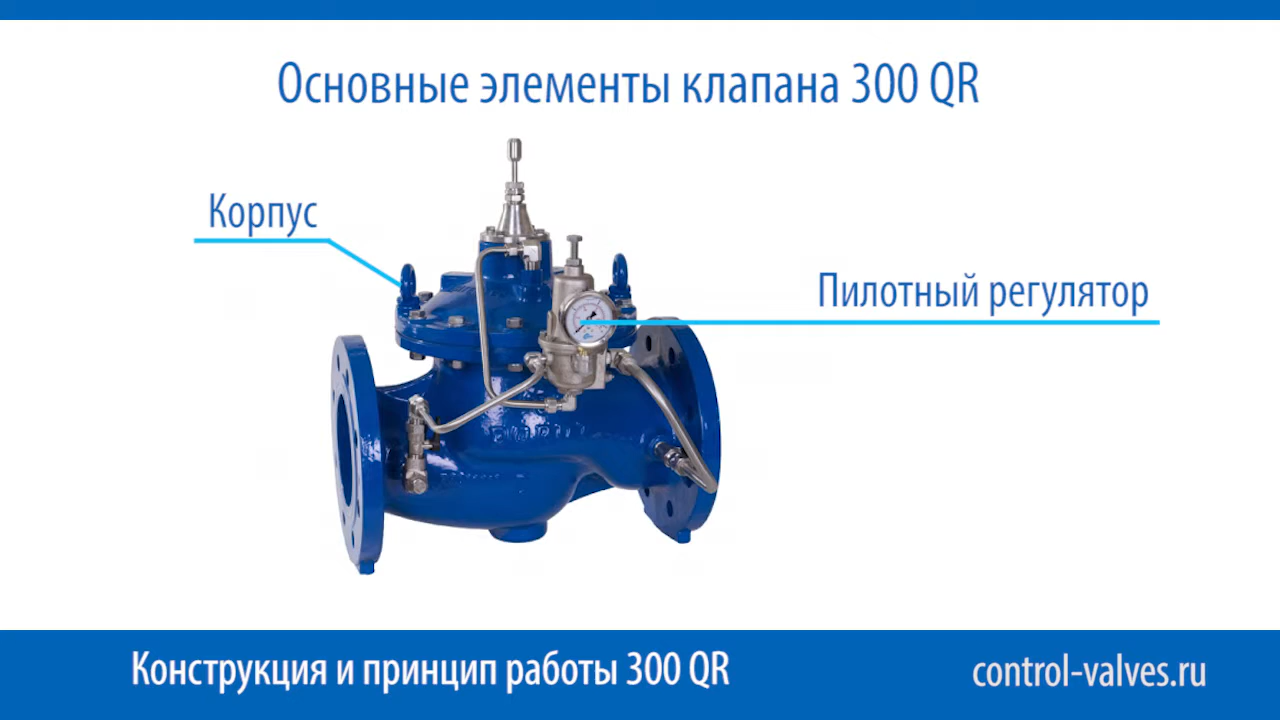 Основные элементы клапана 300 QR
Корпус
Пилотный регулятор
Конструкция и принцип работы 300 QR
control-valves.ru